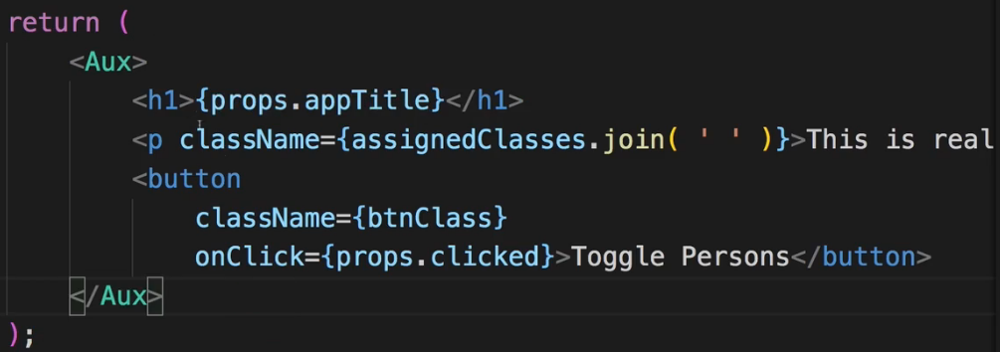 return (
<Aux>
<h1>{props.appTitle}</h1>
<p className={assignedClasses.join( ' ' )}>This is real
<button
className={btnClass}
onClick={props.clicked}>Toggle Persons</button>
</Aux>
);